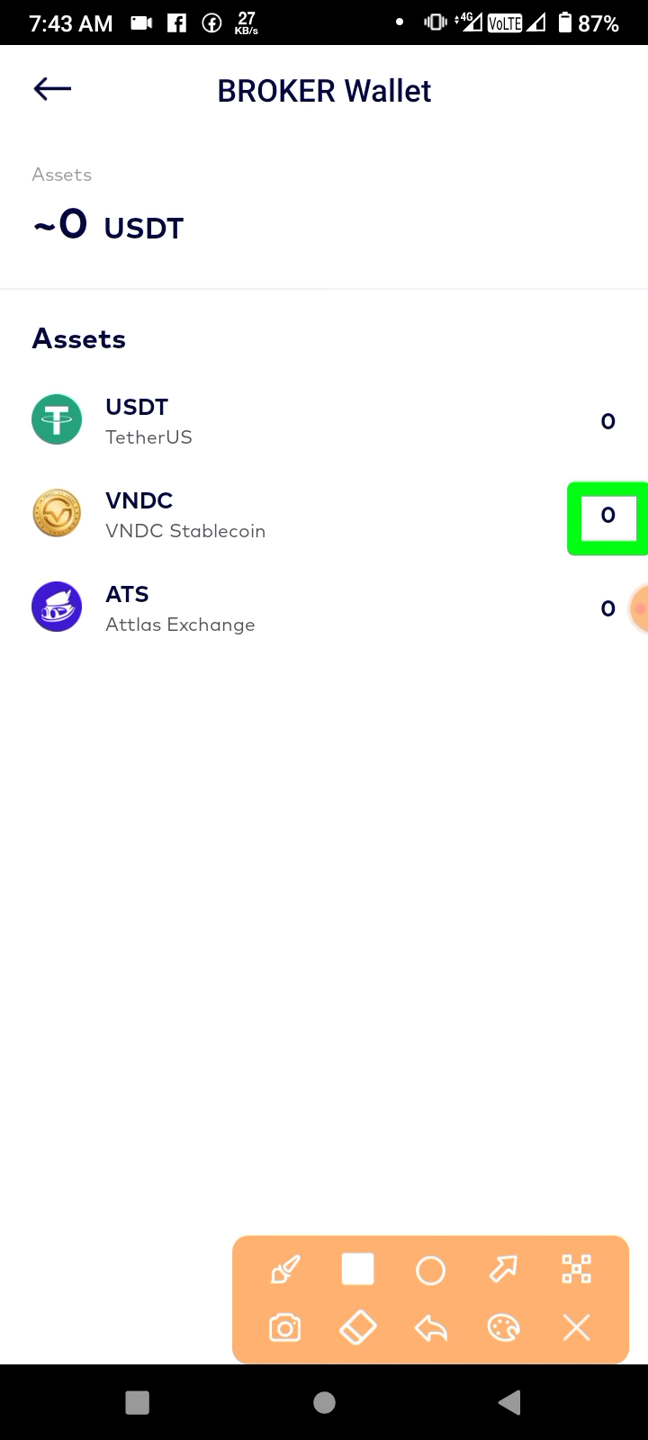 7:43 AM 27 KB/s 4G VoLTE 87%
BROKER Wallet
Assets
~0 USDT
Assets
USDT 0
TetherUS
VNDC 0
VNDC Stablecoin
ATS 0
Attlas Exchange